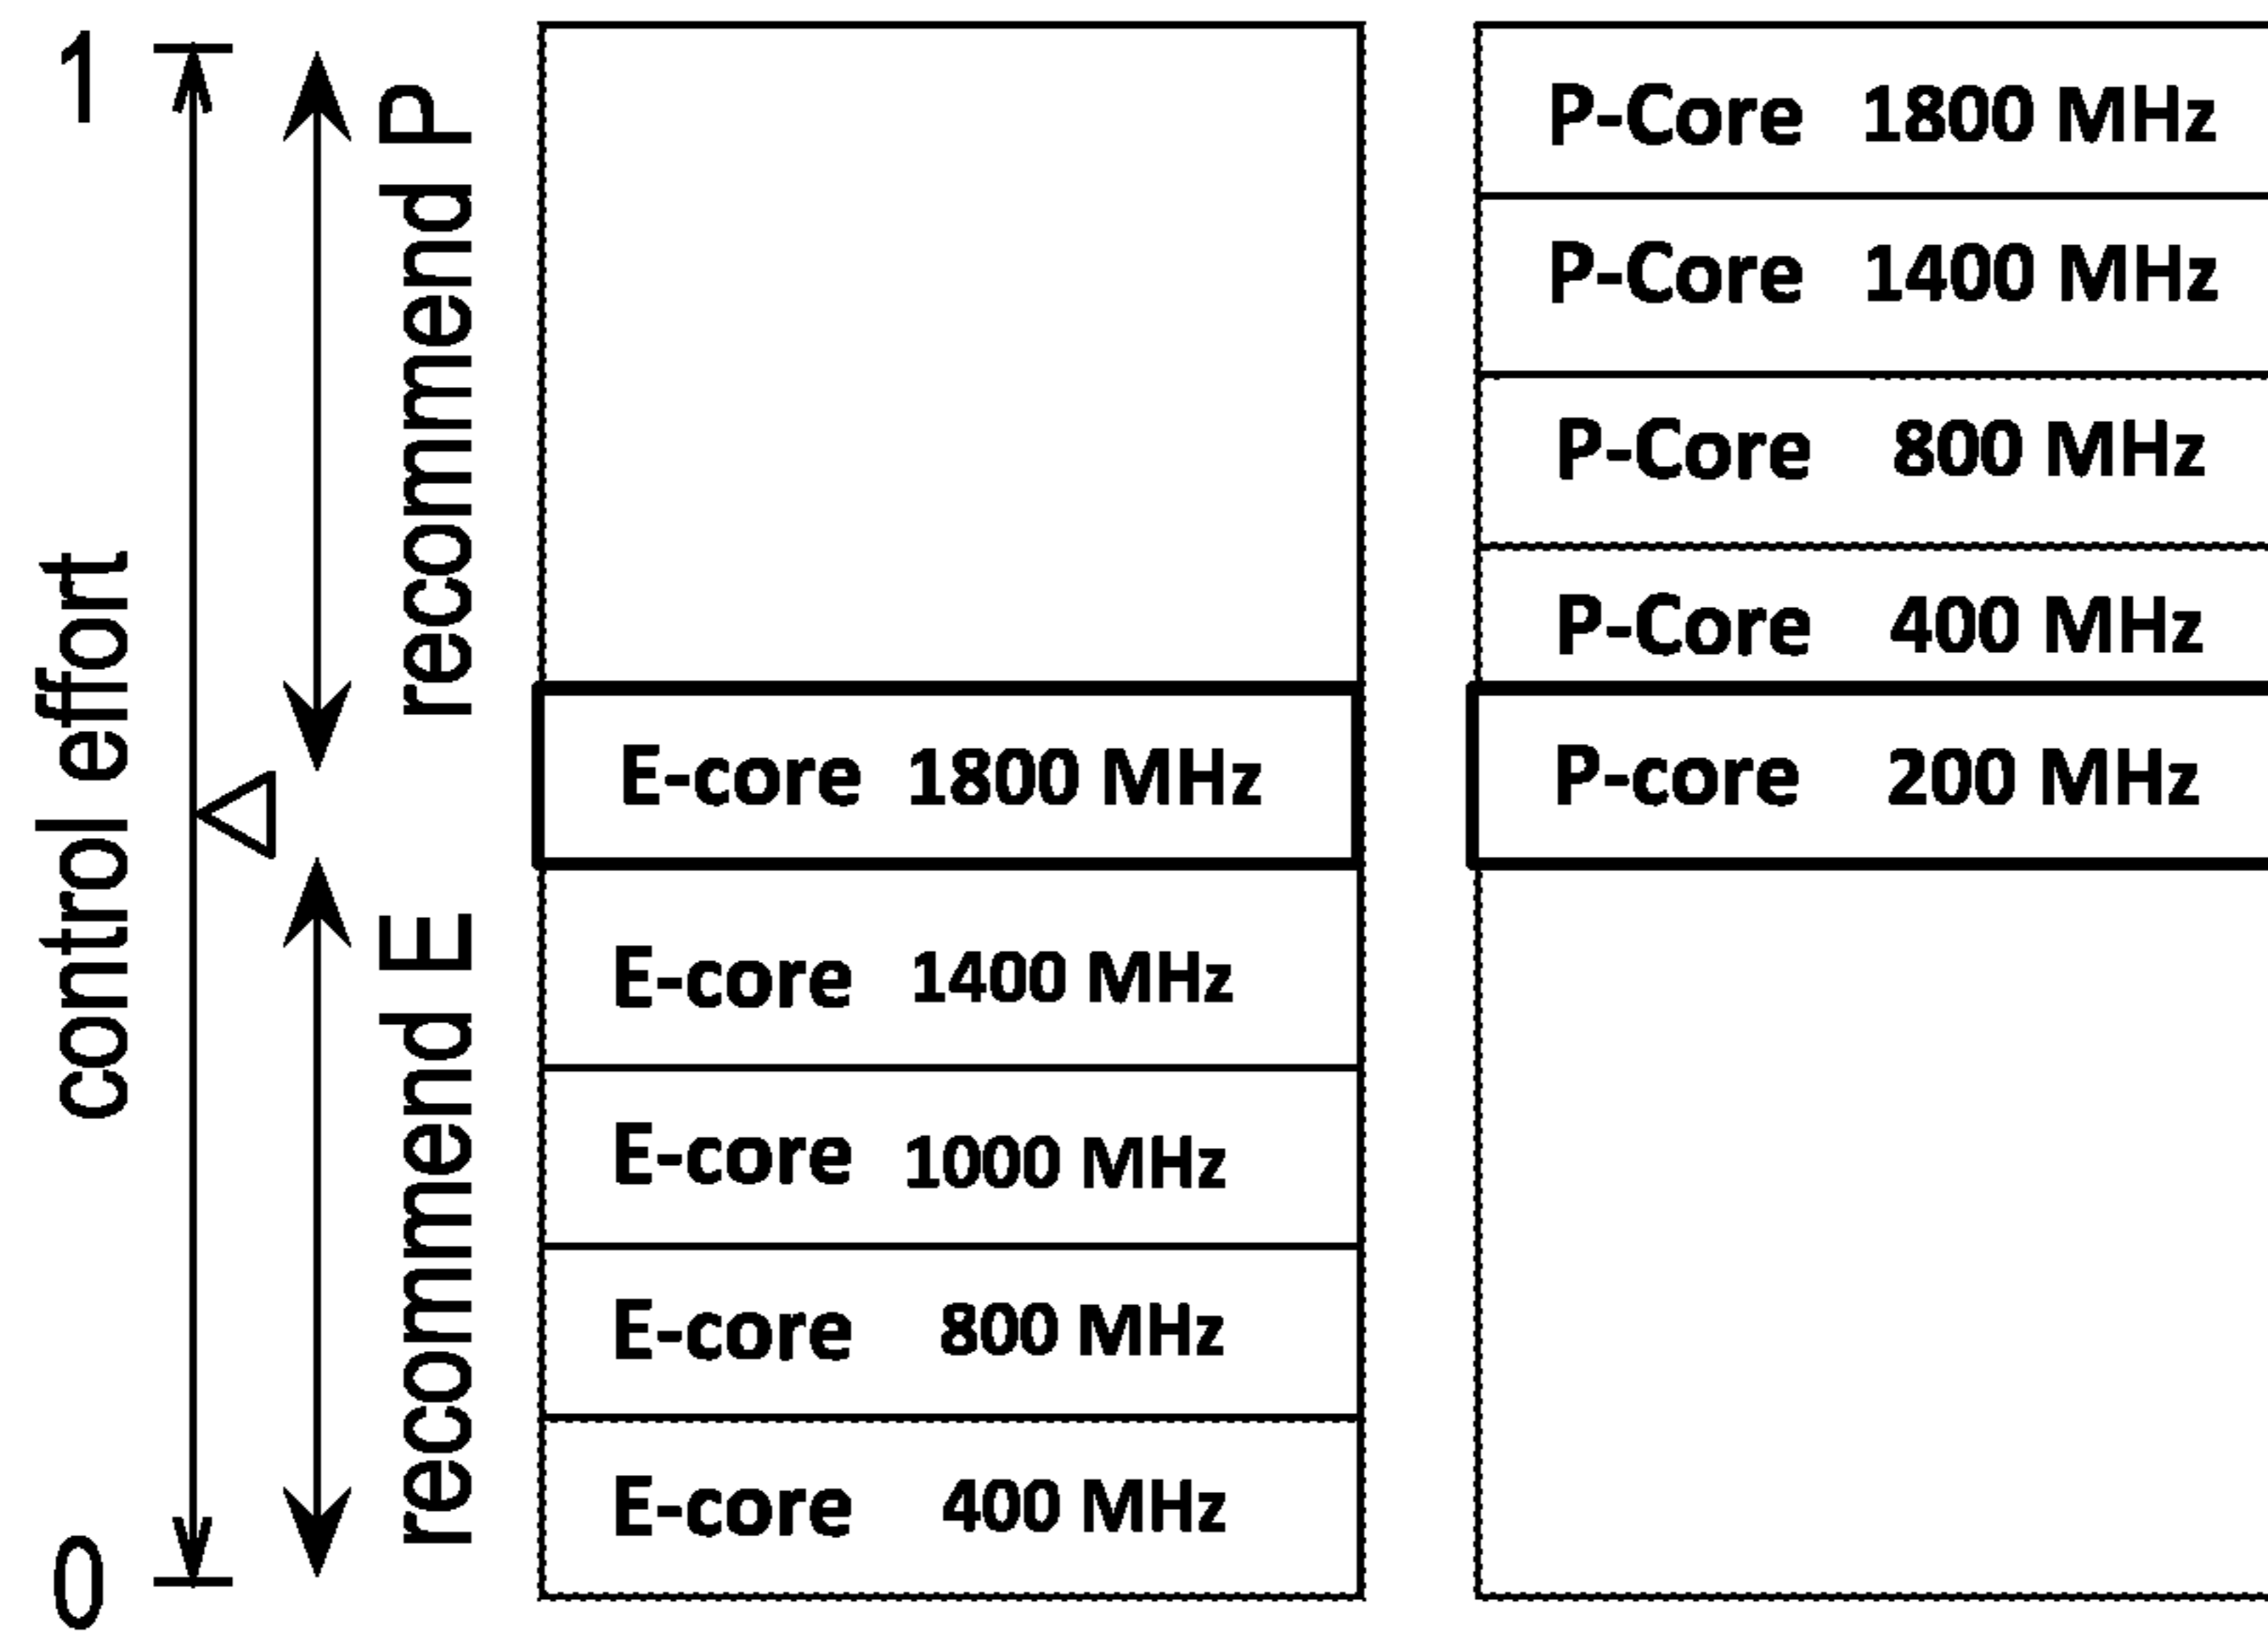 1
control effort
0
recommend P
recommend E
E-core 1800 MHz
E-core 1400 MHz
E-core 1000 MHz
E-core 800 MHz
E-core 400 MHz
P-Core 1800 MHz
P-Core 1400 MHz
P-Core 800 MHz
P-Core 400 MHz
P-core 200 MHz